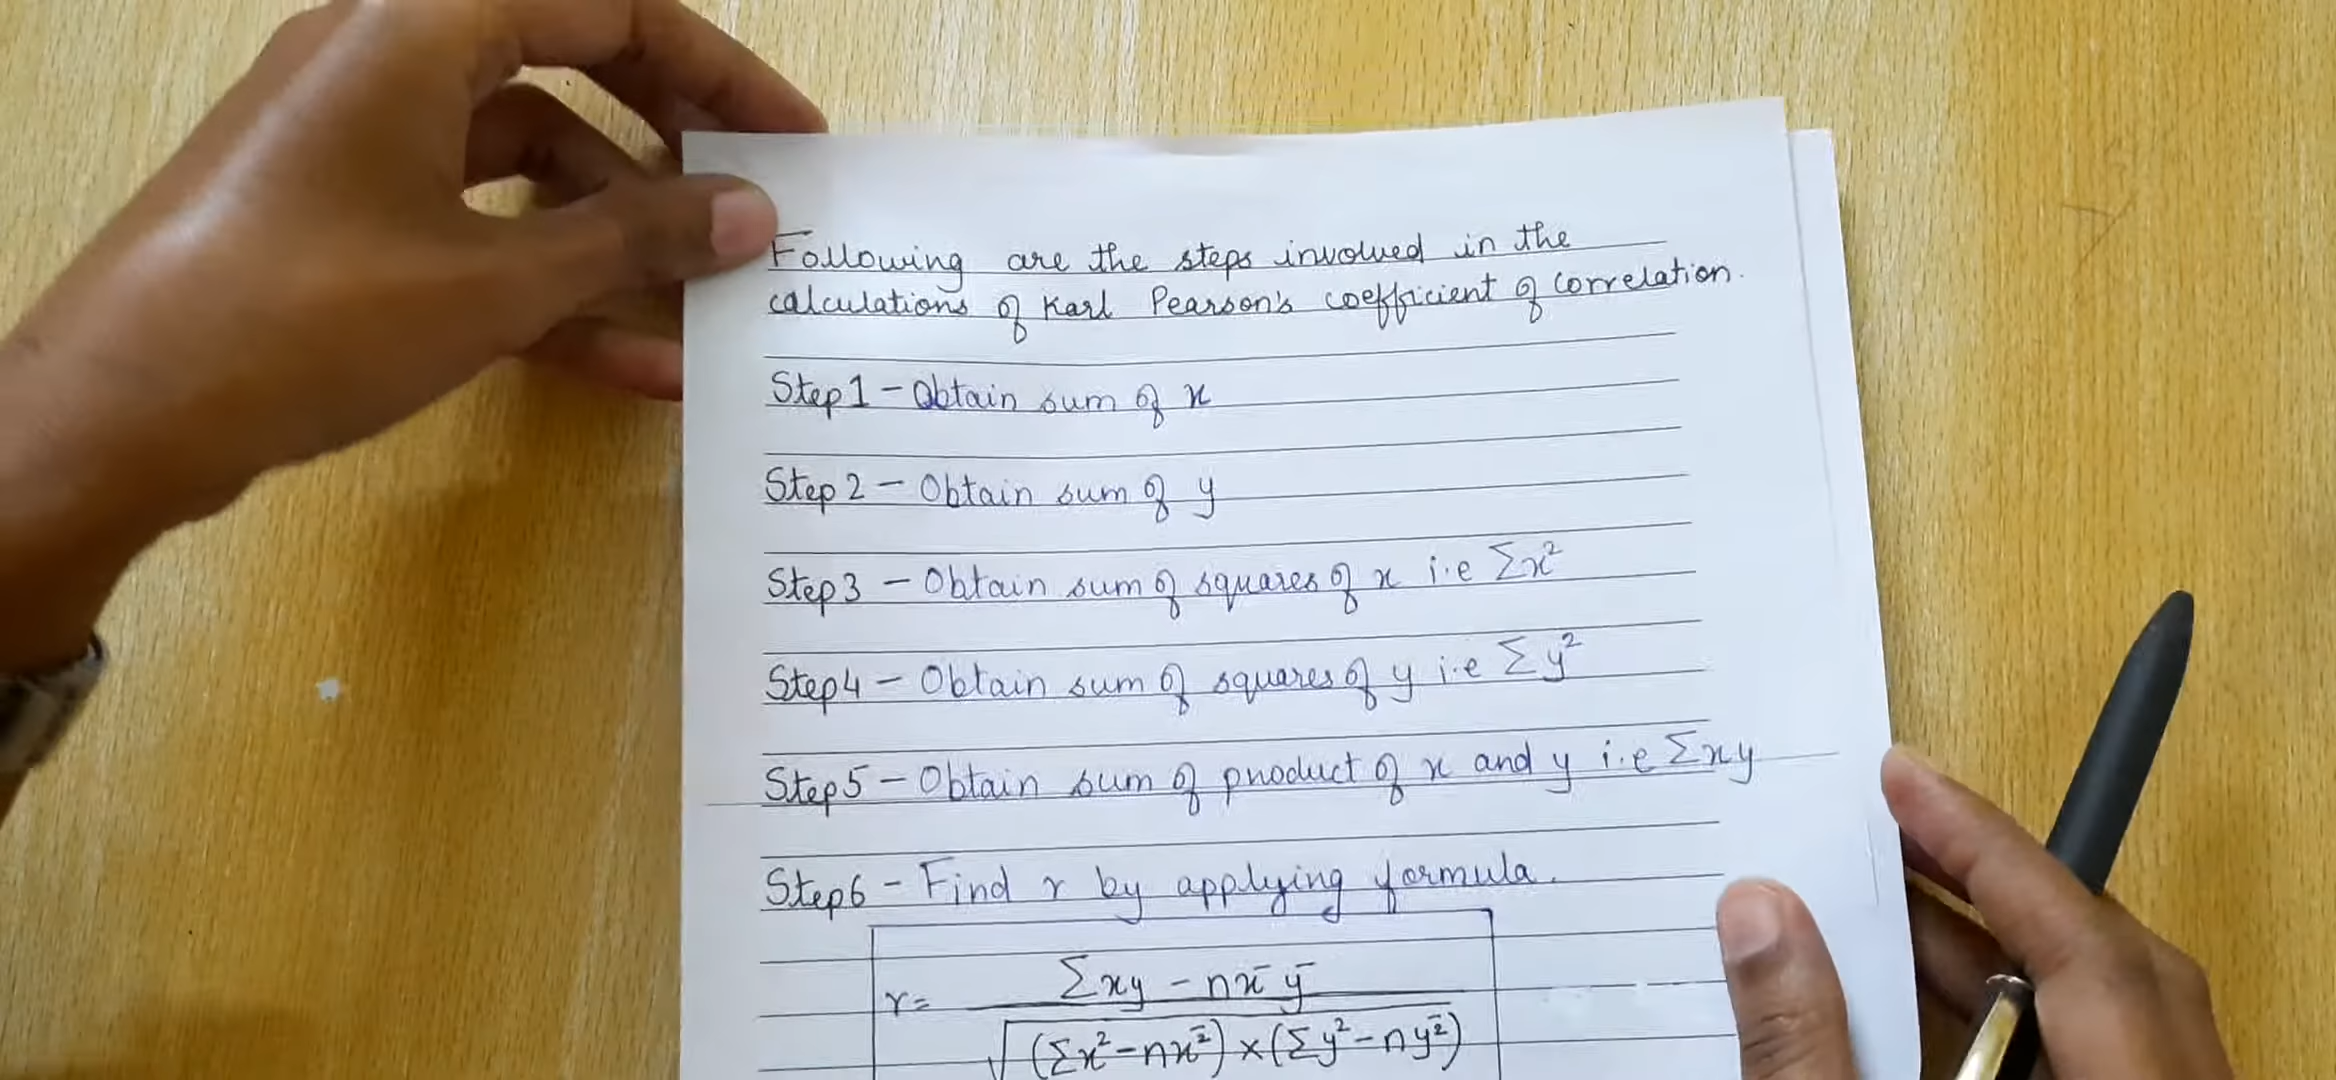 Following are the steps involved in the
calculations of Karl Pearson's coefficient of correlation.
Step 1 - Obtain sum of x
Step 2 - Obtain sum of y
Step 3 - Obtain sum of squares of x i.e Σx²
Step 4 - Obtain sum of squares of y i.e Σy²
Step 5 - Obtain sum of product of x and y i.e Σxy
Step 6 - Find r by applying formula.
r = Σxy - nx̄ȳ
√(Σx² - nx̄²) × (Σy² - nȳ²)